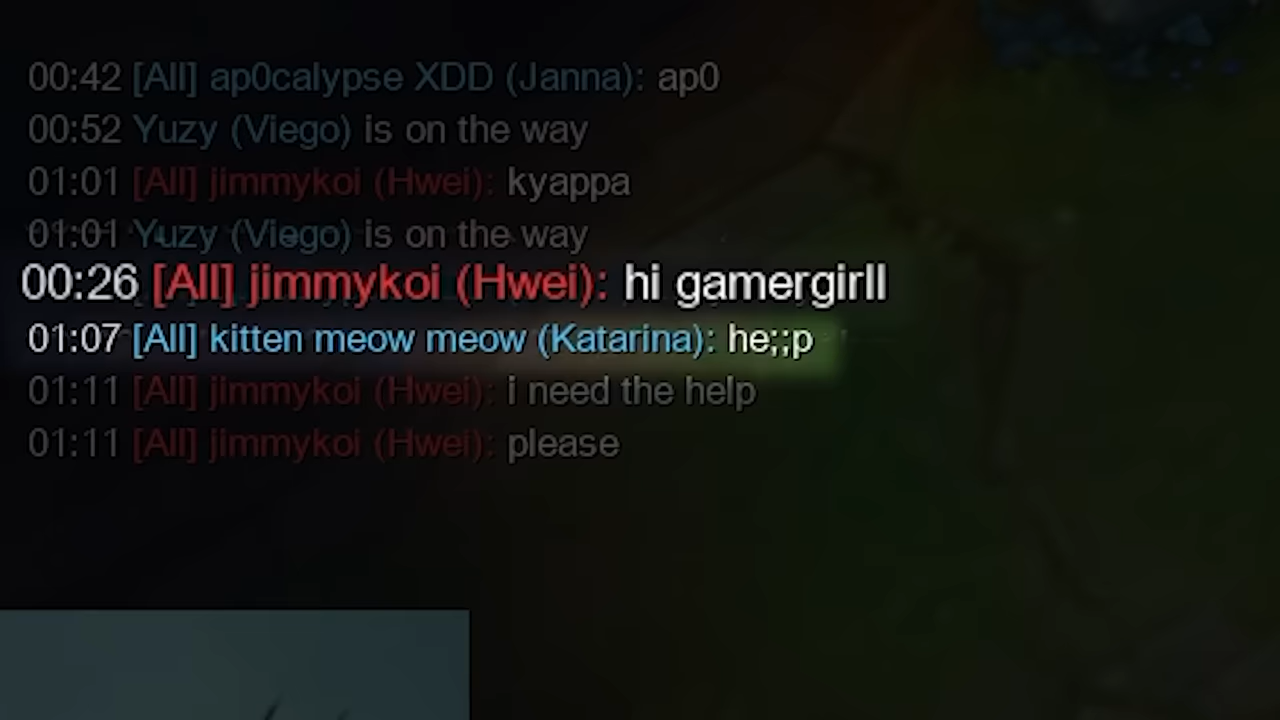 00:42 [All] ap0calypse XDD (Janna): ap0
00:52 Yuzy (Viego) is on the way
01:01 [All] jimmykoi (Hwei): kyappa
01:01 Yuzy (Viego) is on the way
00:26 [All] jimmykoi (Hwei): hi gamergirll
01:07 [All] kitten meow meow (Katarina): he;;p
01:11 [All] jimmykoi (Hwei): i need the help
01:11 [All] jimmykoi (Hwei): please